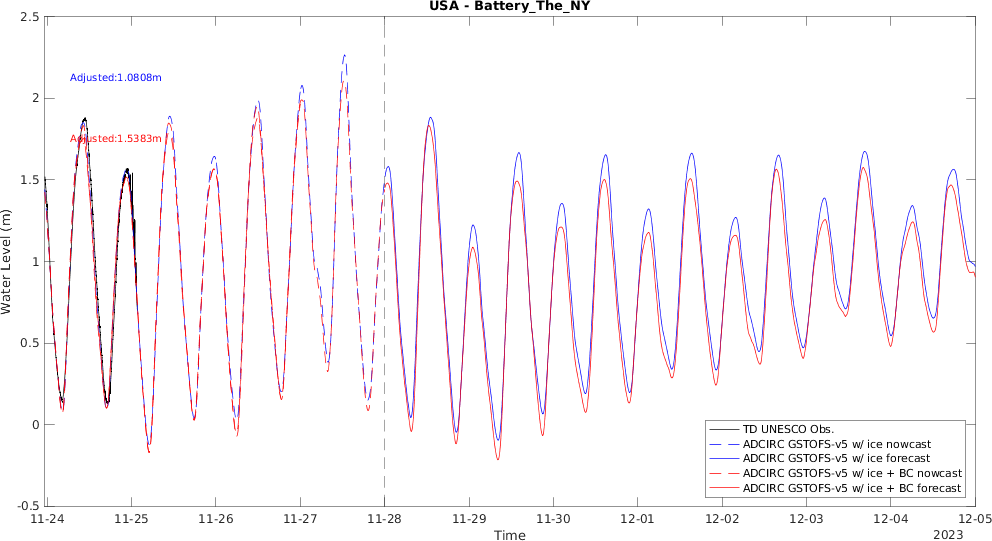 USA - Battery_The_NY
2.5
2
1.5
1
0.5
0
-0.5
Water Level (m)
Adjusted:1.0808m
Adjusted:1.5383m
TD UNESCO Obs.
ADCIRC GSTOFS-v5 w/ ice nowcast
ADCIRC GSTOFS-v5 w/ ice forecast
ADCIRC GSTOFS-v5 w/ ice + BC nowcast
ADCIRC GSTOFS-v5 w/ ice + BC forecast
11-24 11-25 11-26 11-27 11-28 11-29 11-30 12-01 12-02 12-03 12-04 12-05
Time
2023